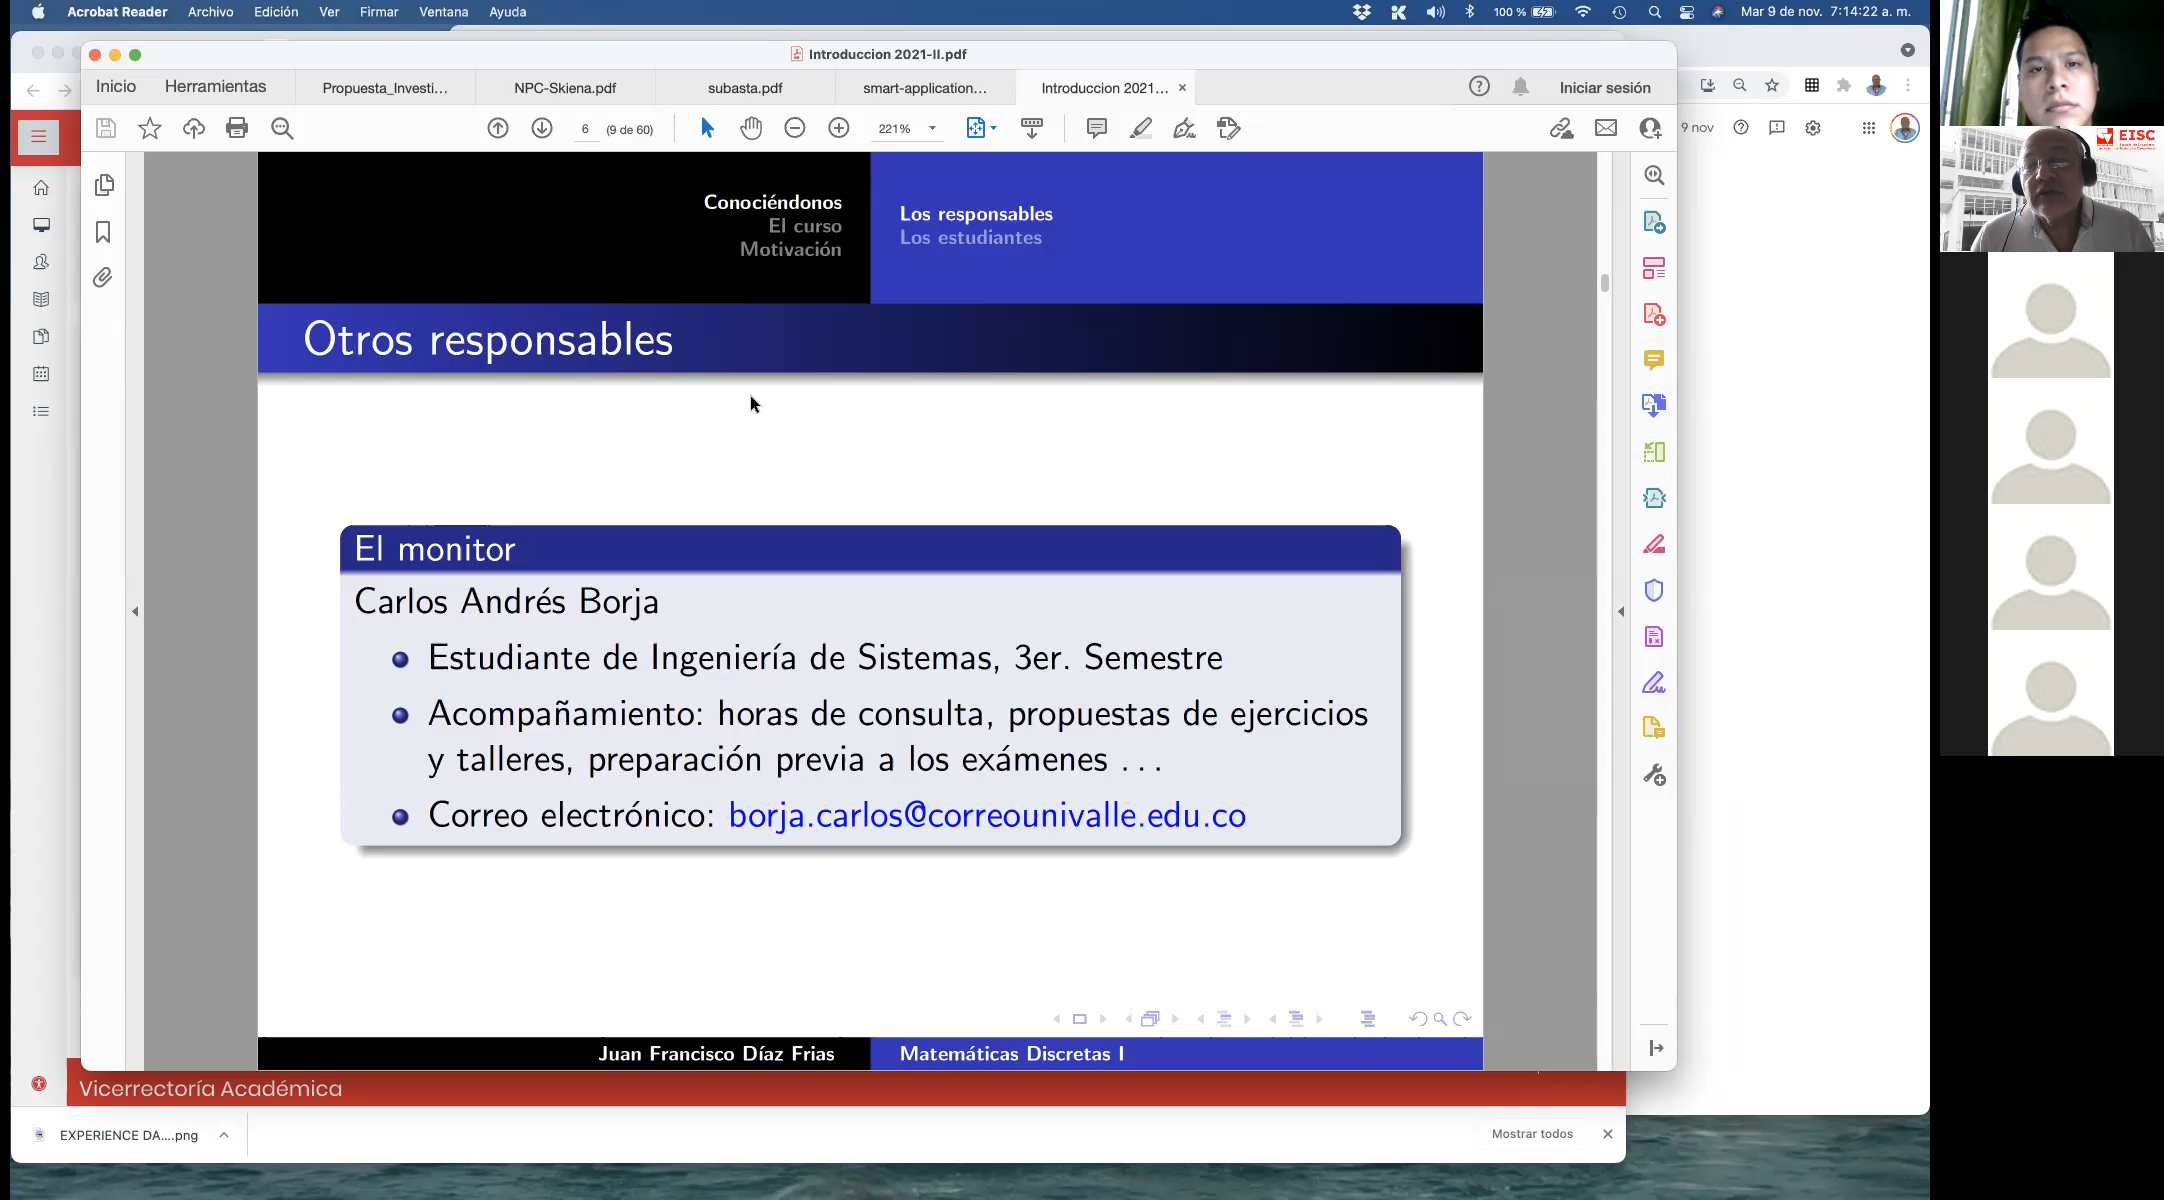 Acrobat Reader Archivo Edición Ver Firmar Ventana Ayuda
100 % Mar 9 de nov. 7:14:22 a. m.
Introduccion 2021-II.pdf
Inicio Herramientas Propuesta_Investi... NPC-Skiena.pdf subasta.pdf smart-application... Introduccion 2021... × Iniciar sesión
6 (9 de 60) 221%
9 nov
EISC
Conociéndonos
El curso
Motivación
Los responsables
Los estudiantes
Otros responsables
El monitor
Carlos Andrés Borja
Estudiante de Ingeniería de Sistemas, 3er. Semestre
Acompañamiento: horas de consulta, propuestas de ejercicios
y talleres, preparación previa a los exámenes ...
Correo electrónico: borja.carlos@correounivalle.edu.co
Juan Francisco Díaz Frias Matemáticas Discretas I
Vicerrectoría Académica
EXPERIENCE DA....png
Mostrar todos